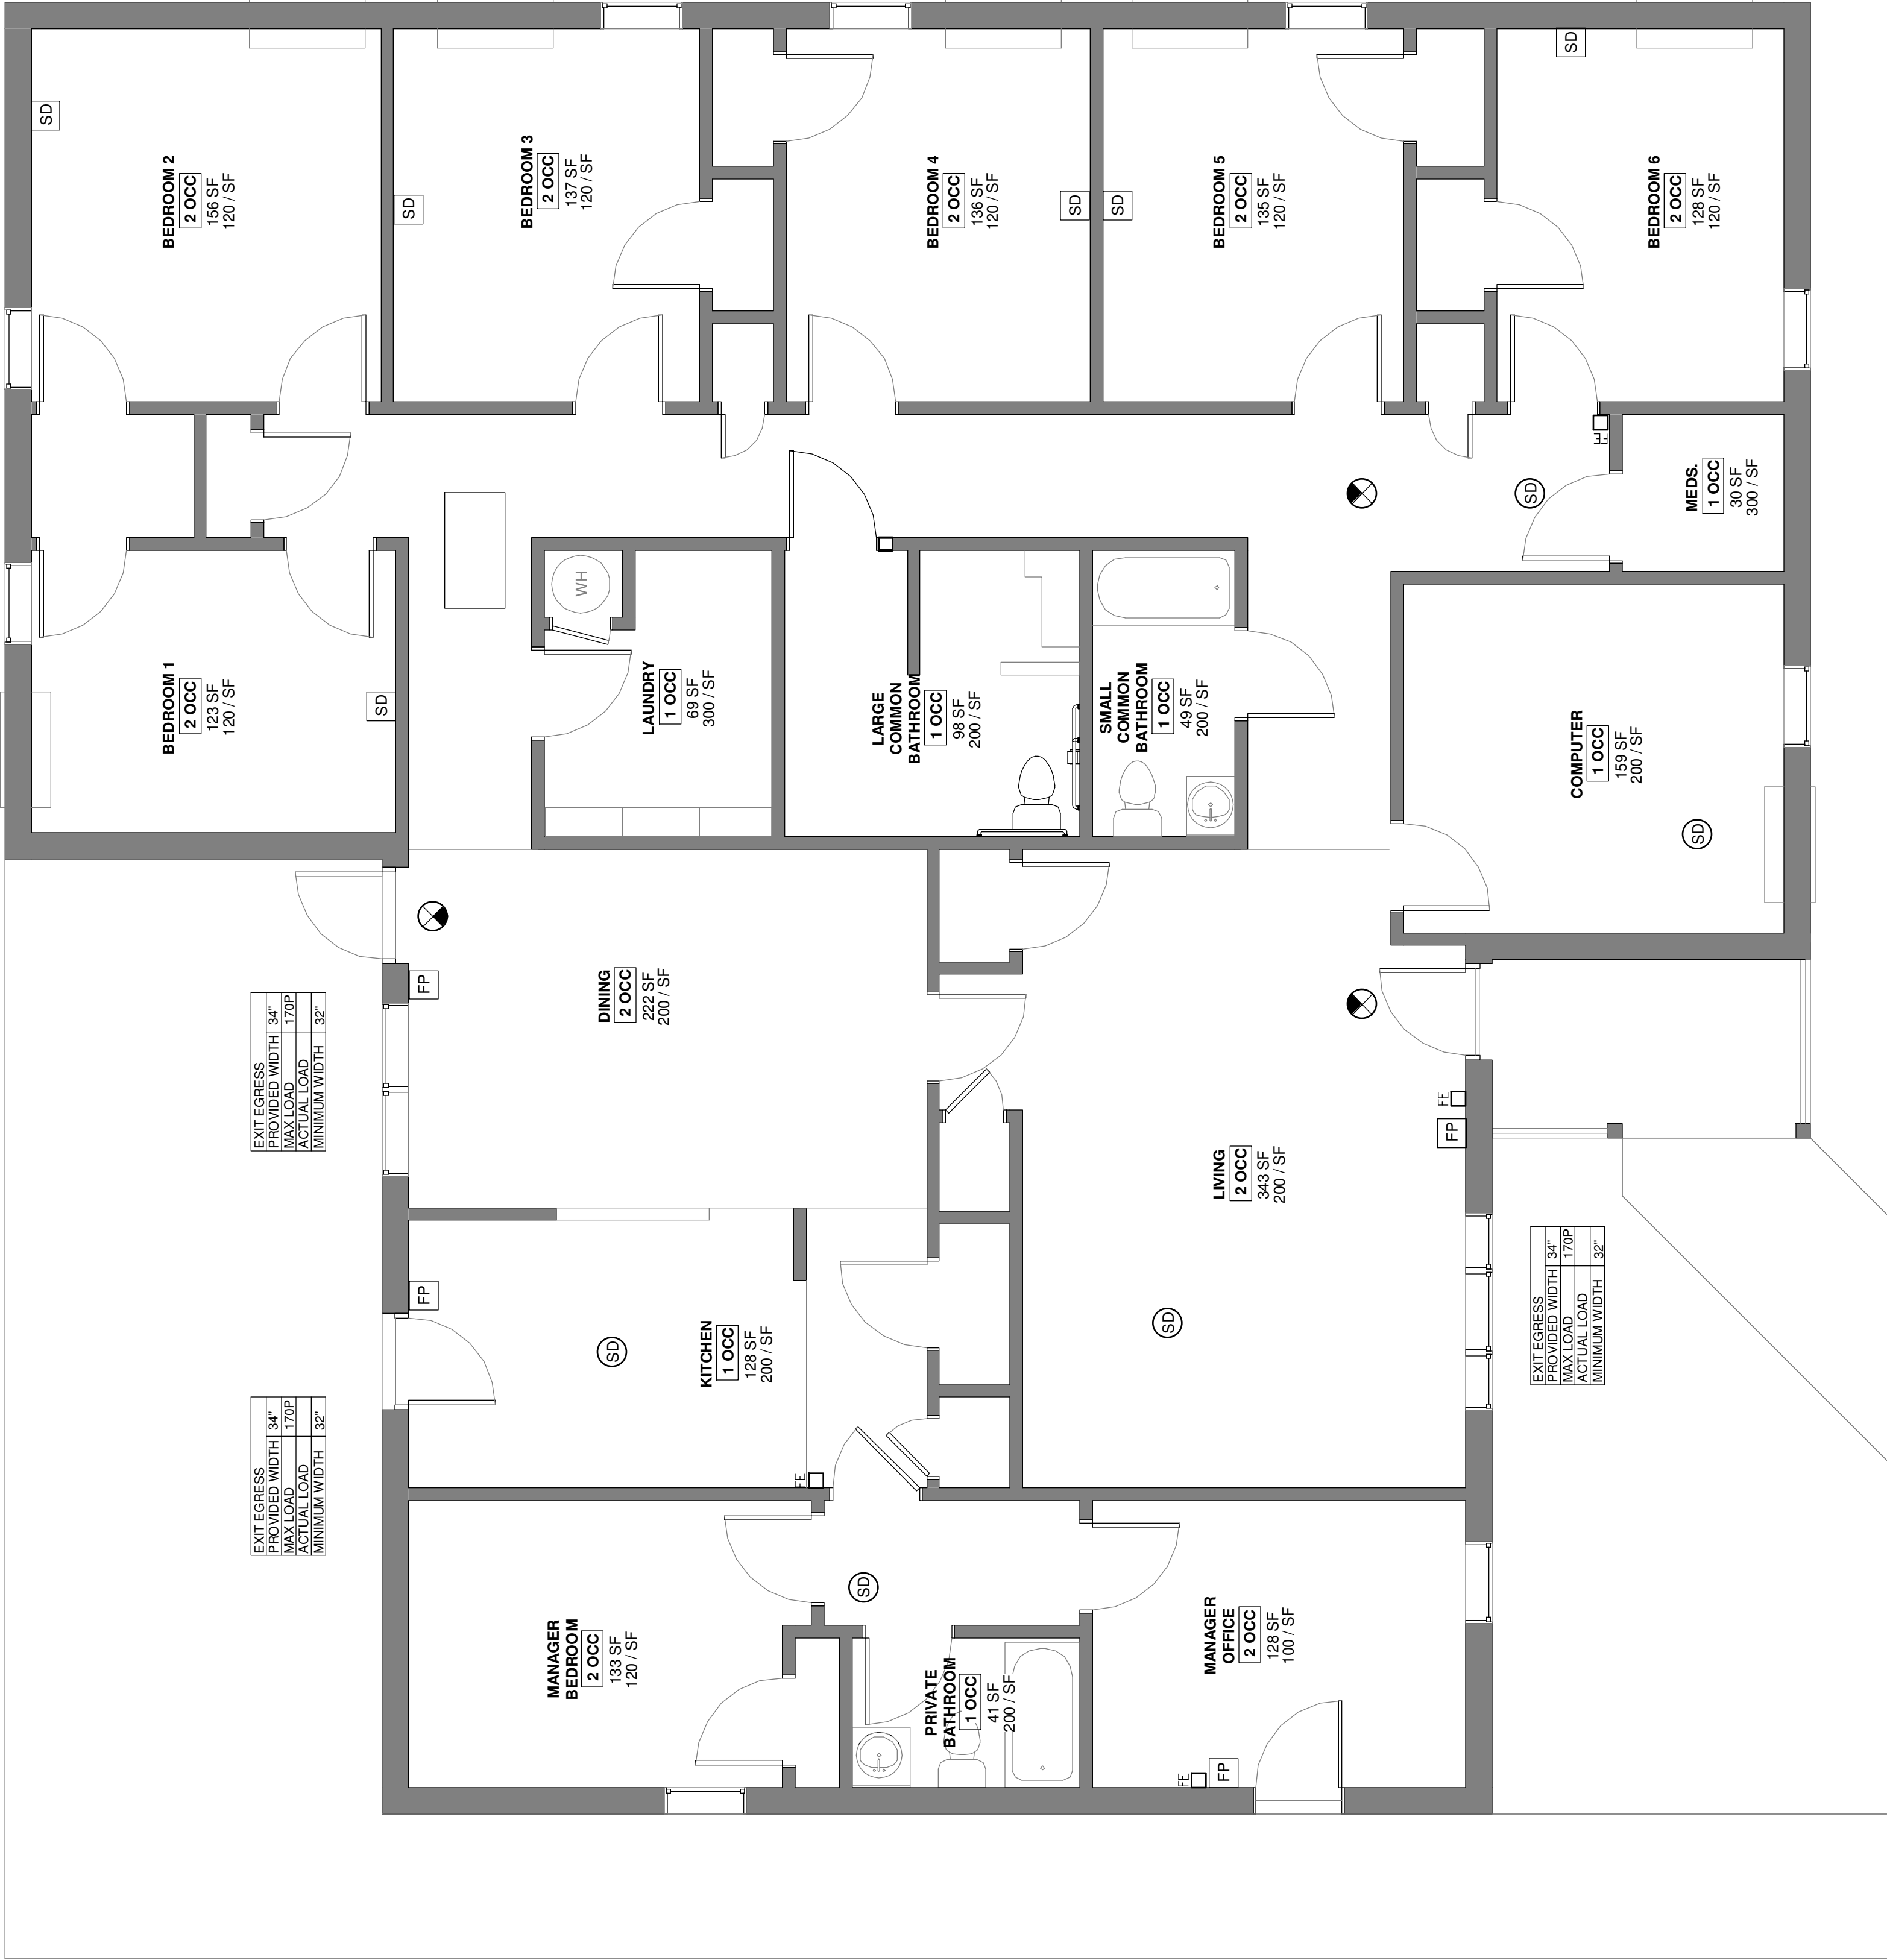 BEDROOM 2
2 OCC
156 SF
120 / SF
SD
BEDROOM 3
2 OCC
137 SF
120 / SF
SD
BEDROOM 4
2 OCC
136 SF
120 / SF
SD
SD
BEDROOM 5
2 OCC
135 SF
120 / SF
BEDROOM 6
2 OCC
128 SF
120 / SF
SD
FE
MEDS.
1 OCC
30 SF
300 / SF
SD
BEDROOM 1
2 OCC
123 SF
120 / SF
SD
WH
LAUNDRY
1 OCC
69 SF
300 / SF
LARGE
COMMON
BATHROOM
1 OCC
98 SF
200 / SF
SMALL
COMMON
BATHROOM
1 OCC
49 SF
200 / SF
COMPUTER
1 OCC
159 SF
200 / SF
SD
EXIT EGRESS
PROVIDED WIDTH 34"
MAX LOAD 170P
ACTUAL LOAD
MINIMUM WIDTH 32"
FP
DINING
2 OCC
222 SF
200 / SF
FE
FP
LIVING
2 OCC
343 SF
200 / SF
SD
EXIT EGRESS
PROVIDED WIDTH 34"
MAX LOAD 170P
ACTUAL LOAD
MINIMUM WIDTH 32"
EXIT EGRESS
PROVIDED WIDTH 34"
MAX LOAD 170P
ACTUAL LOAD
MINIMUM WIDTH 32"
FP
SD
KITCHEN
1 OCC
128 SF
200 / SF
FE
MANAGER
BEDROOM
2 OCC
133 SF
120 / SF
SD
PRIVATE
BATHROOM
1 OCC
41 SF
200 / SF
MANAGER
OFFICE
2 OCC
128 SF
100 / SF
FE
FP